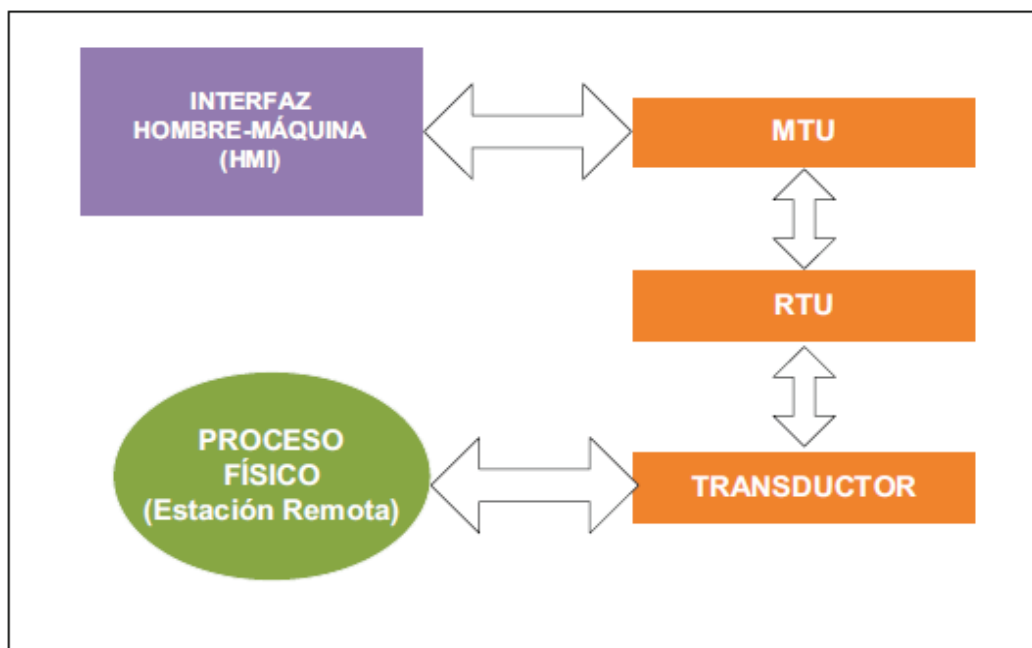 INTERFAZ
HOMBRE-MÁQUINA
(HMI)
MTU
RTU
PROCESO
FÍSICO
(Estación Remota)
TRANSDUCTOR